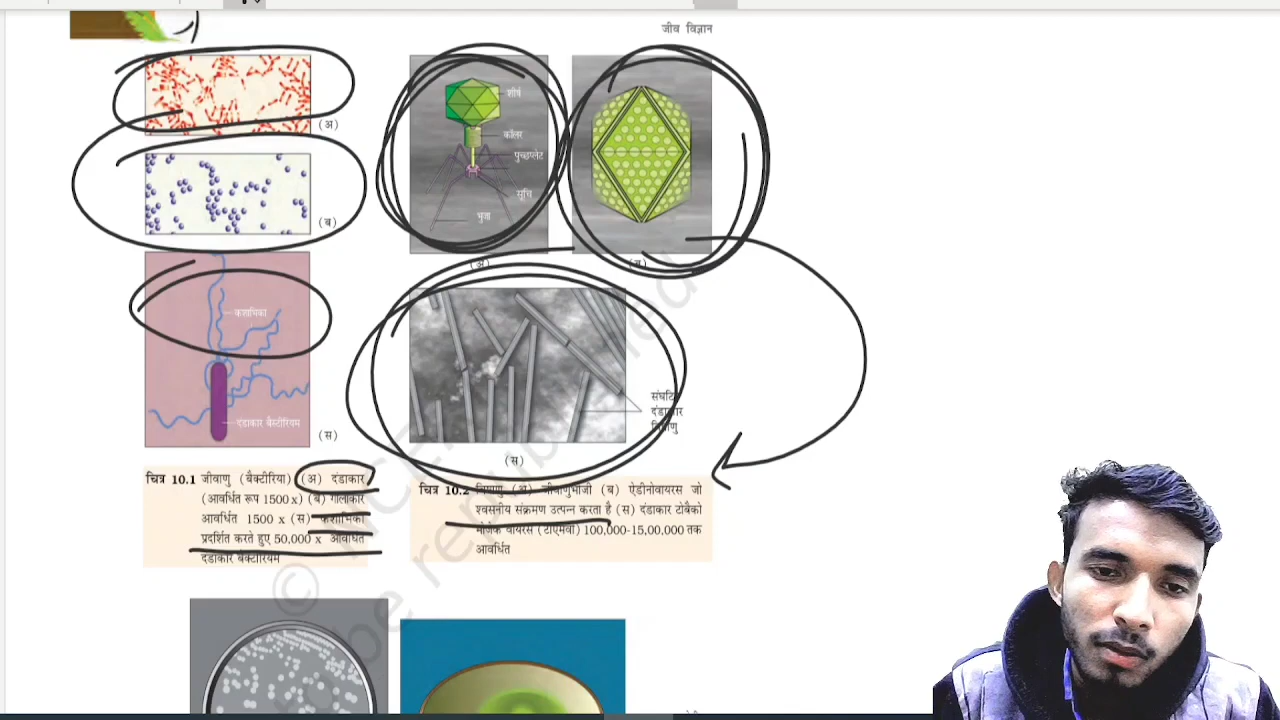 जीव विज्ञान
(अ)
(ब)
कशाभिका
दंडाकार बैक्टीरियम
(स)
शीर्ष
कॉलर
पुच्छप्लेट
सूचि
भुजा
(अ)
(ब)
दंडाकार
(स)
चित्र 10.1 जीवाणु (बैक्टीरिया) (अ) दंडाकार
(आवर्धित रूप 1500 x) (ब) गोलाकार
आवर्धित 1500 x (स) कशाभिका
प्रदर्शित करते हुए 50,000 x आवर्धित
दंडाकार बैक्टीरियम
चित्र 10.2 विषाणु (अ) जीवाणुभोजी (ब) ऐडीनोवायरस जो
श्वसनीय संक्रमण उत्पन्न करता है (स) दंडाकार टोबैको
मोजेक वायरस (टीएमवी) 100,000-15,00,000 तक
आवर्धित